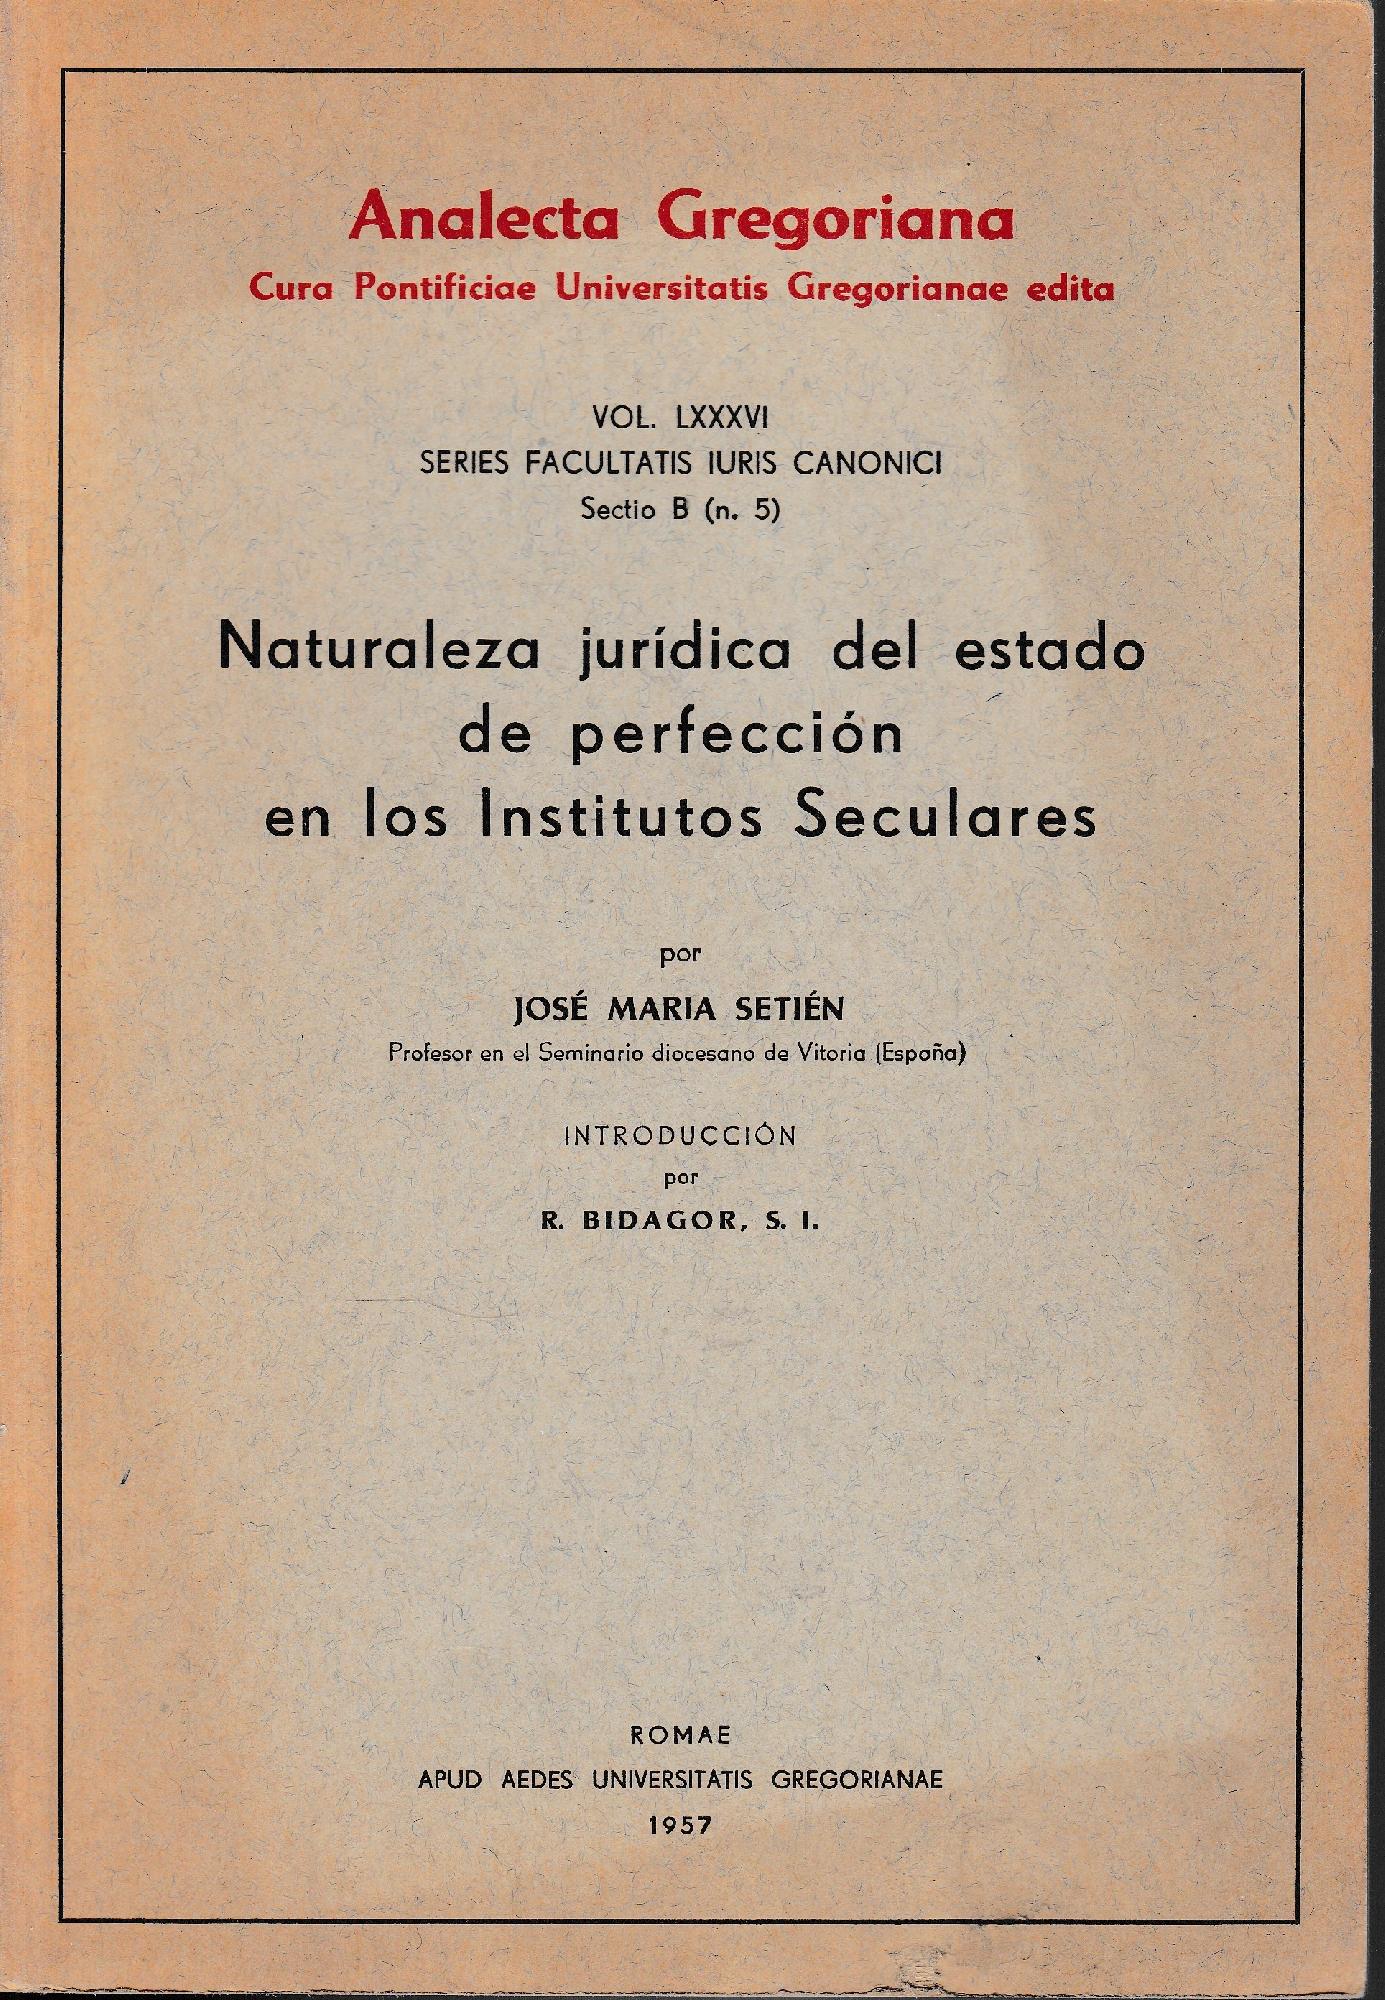 Analecta Gregoriana
Cura Pontificiae Universitatis Gregorianae edita
VOL. LXXXVI
SERIES FACULTATIS IURIS CANONICI
Sectio B (n. 5)
Naturaleza jurídica del estado
de perfección
en los Institutos Seculares
por
JOSÉ MARIA SETIÉN
Profesor en el Seminario diocesano de Vitoria (España)
INTRODUCCIÓN
por
R. BIDAGOR, S. I.
ROMAE
APUD AEDES UNIVERSITATIS GREGORIANAE
1957